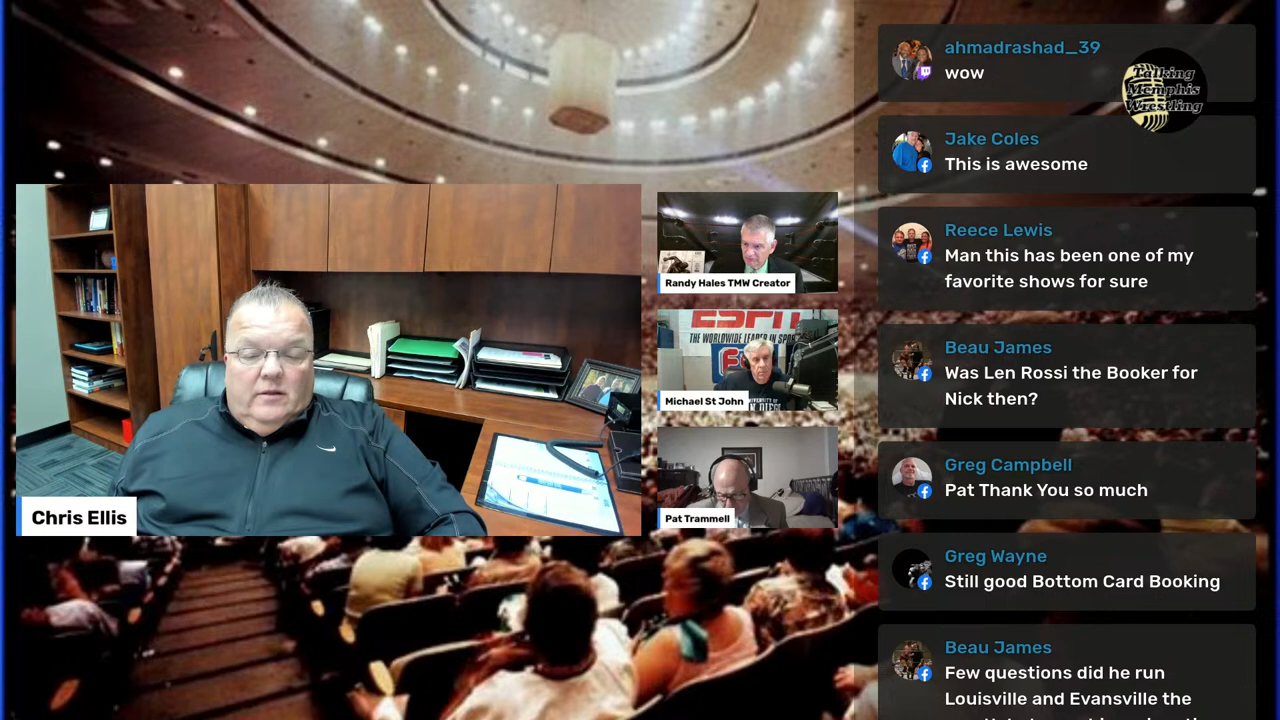 ahmadrashad_39
wow
Talking
Memphis
Wrestling
Jake Coles
This is awesome
Reece Lewis
Man this has been one of my
favorite shows for sure
Beau James
Was Len Rossi the Booker for
Nick then?
Greg Campbell
Pat Thank You so much
Greg Wayne
Still good Bottom Card Booking
Beau James
Few questions did he run
Louisville and Evansville the
Chris Ellis
Randy Hales TMW Creator
ESPN
THE WORLDWIDE LEADER IN SPOR
Michael St John
Pat Trammell